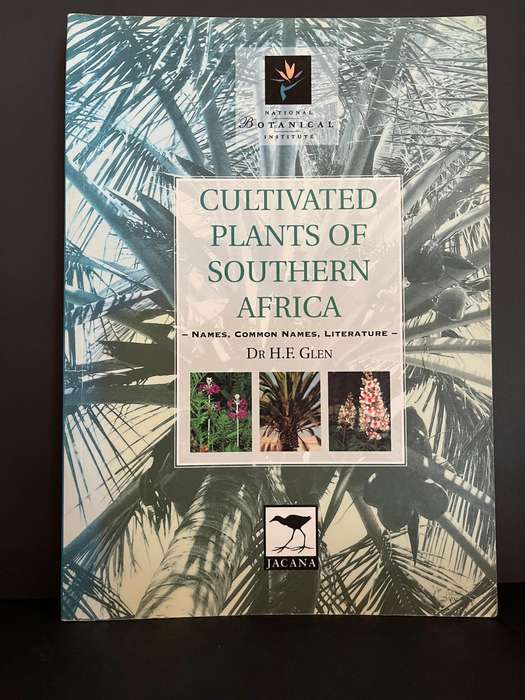 NATIONAL
BOTANICAL
INSTITUTE
CULTIVATED
PLANTS OF
SOUTHERN
AFRICA
– NAMES, COMMON NAMES, LITERATURE –
DR H.F. GLEN
JACANA